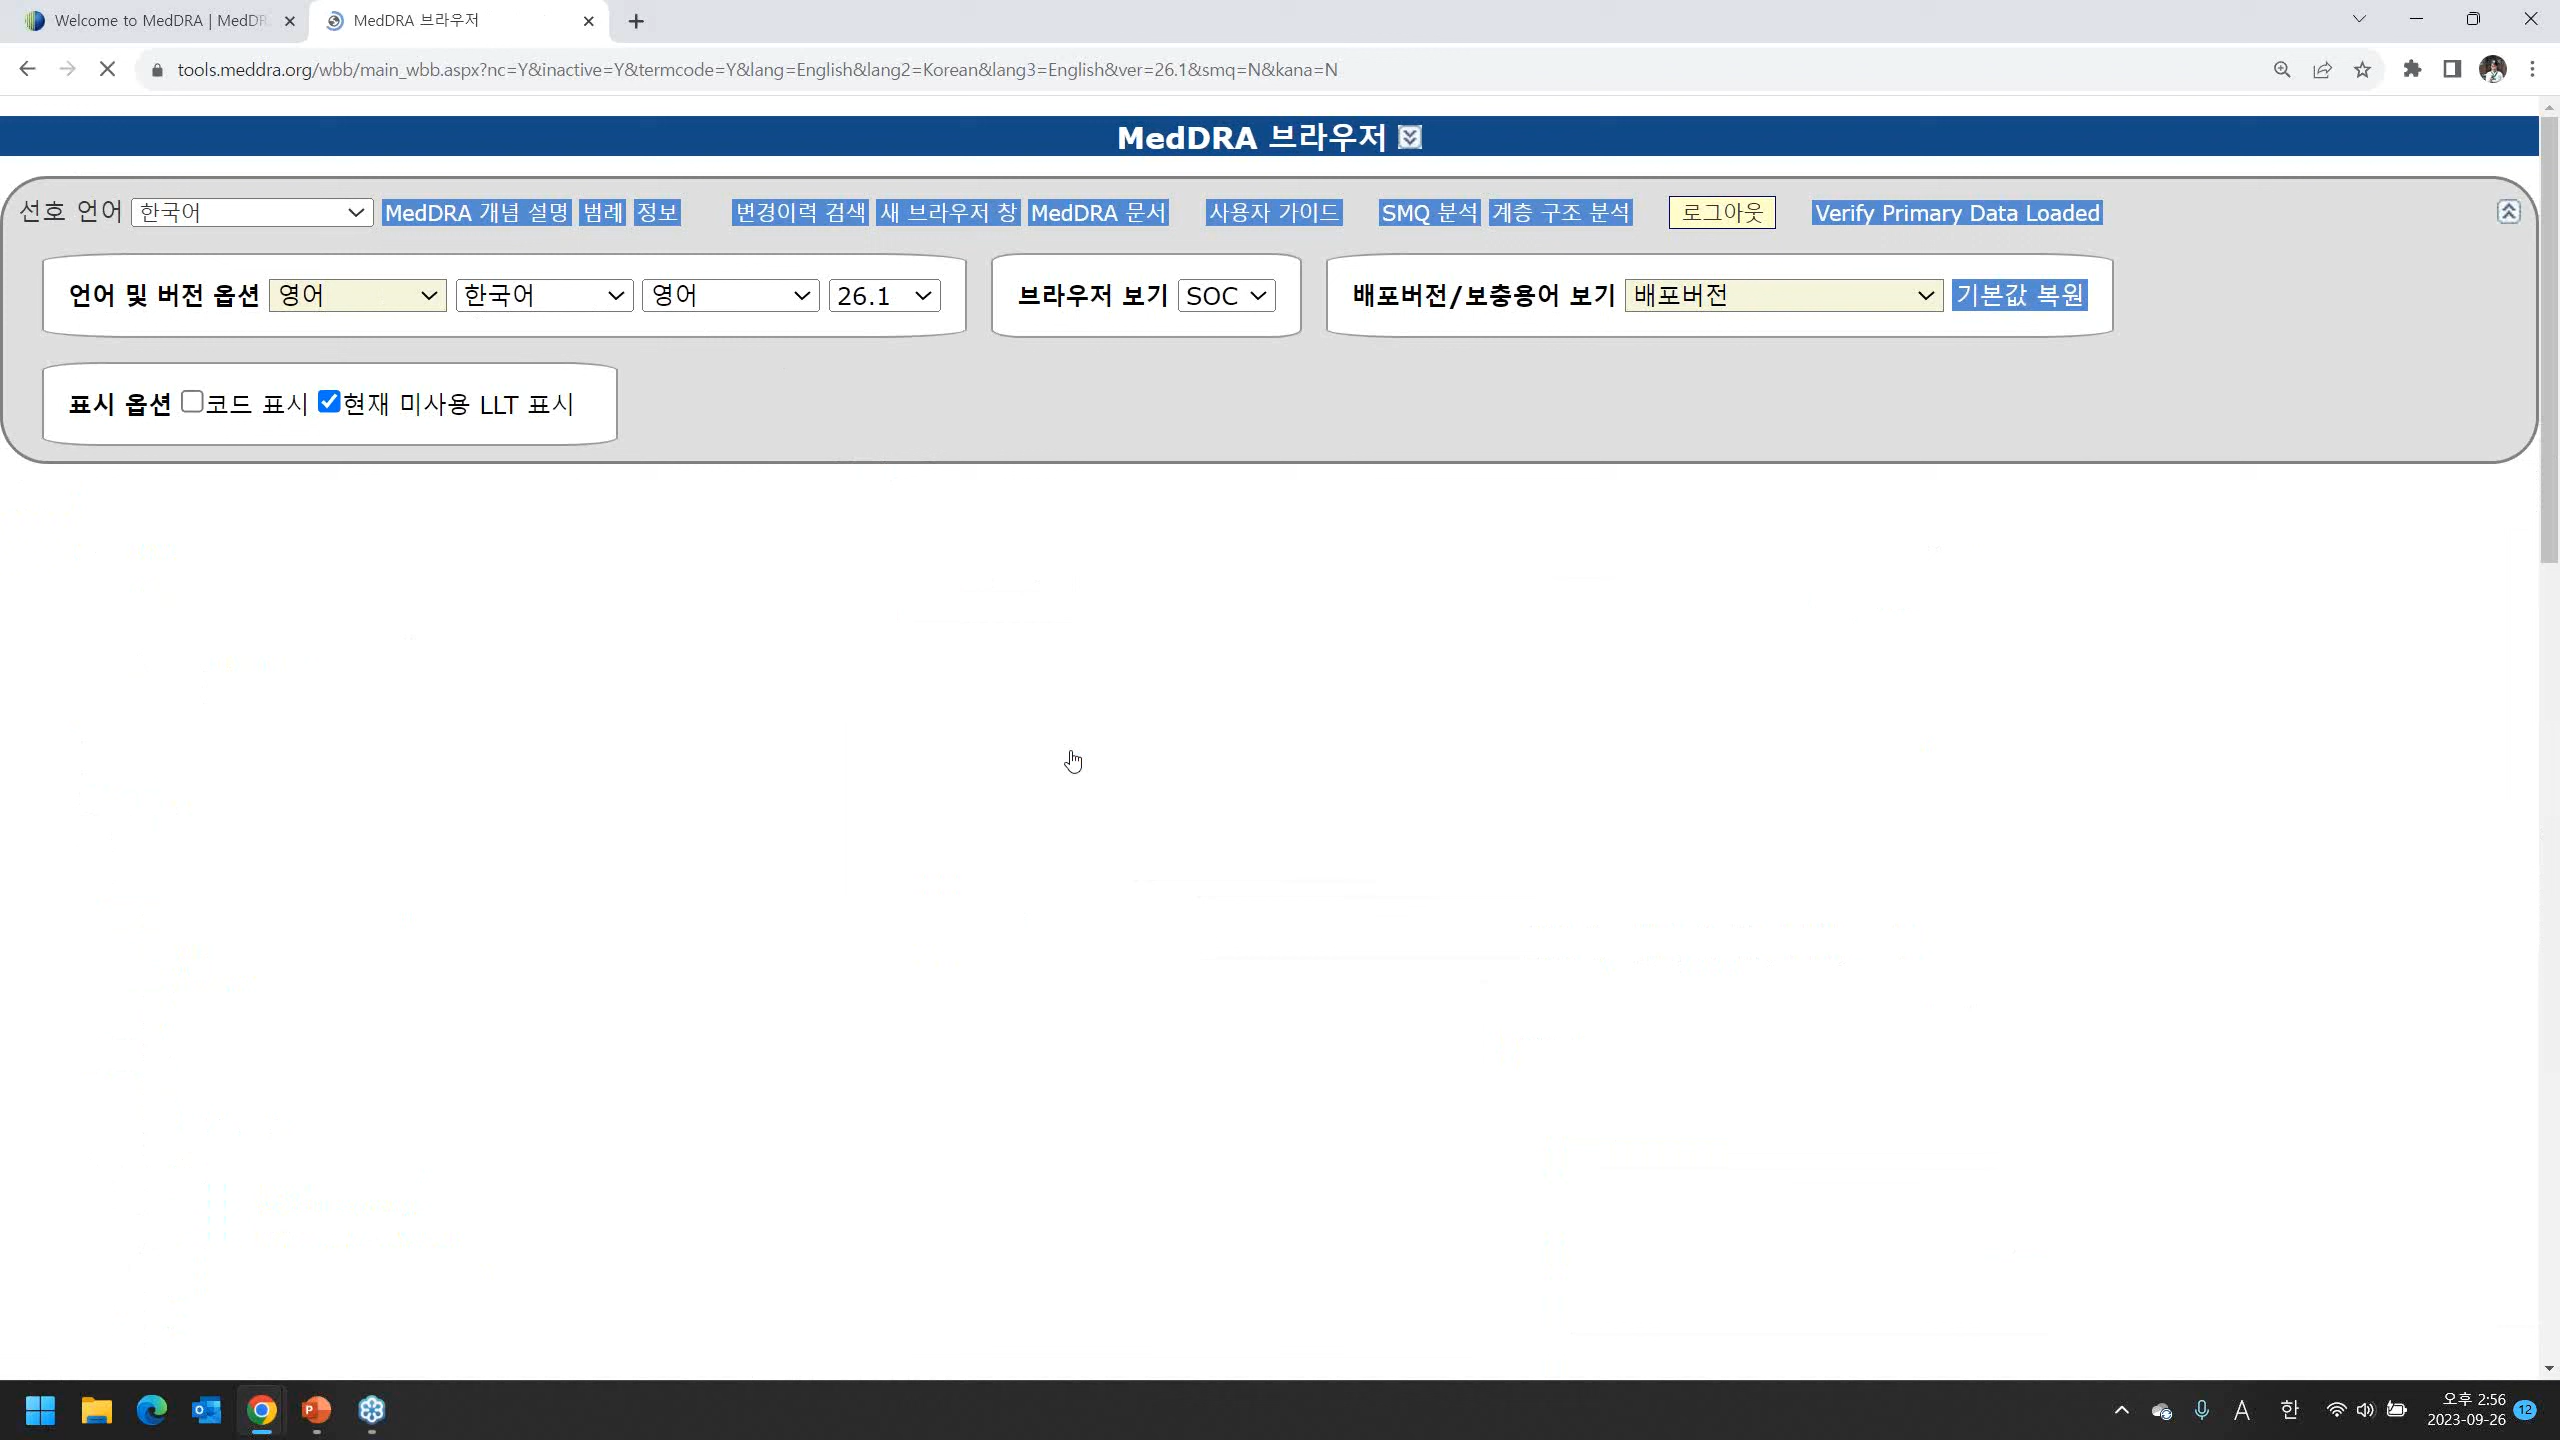 Welcome to MedDRA | MedDR
MedDRA 브라우저
tools.meddra.org/wbb/main_wbb.aspx?nc=Y&inactive=Y&termcode=Y&lang=English&lang2=Korean&lang3=English&ver=26.1&smq=N&kana=N
MedDRA 브라우저
선호 언어 한국어 MedDRA 개념 설명 범례 정보 변경이력 검색 새 브라우저 창 MedDRA 문서 사용자 가이드 SMQ 분석 계층 구조 분석 로그아웃 Verify Primary Data Loaded
언어 및 버전 옵션 영어 한국어 영어 26.1 브라우저 보기 SOC 배포버전/보충용어 보기 배포버전 기본값 복원
표시 옵션 코드 표시 현재 미사용 LLT 표시
A 한 오후 2:56
2023-09-26 12